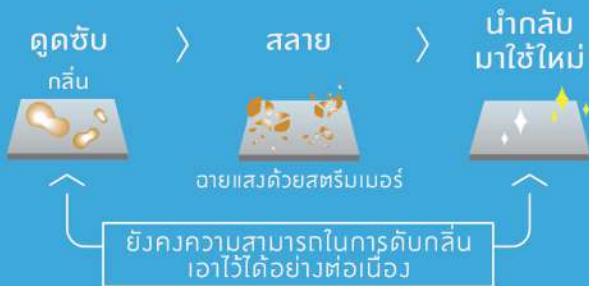 ดูดซับ
〉
สลาย
〉
นำกลับ
มาใช้ใหม่
กลิ่น
ฉายแสงด้วยสตรีมเมอร์
ยังคงความสามารถในการดับกลิ่น
เอาไว้ได้อย่างต่อเนื่อง